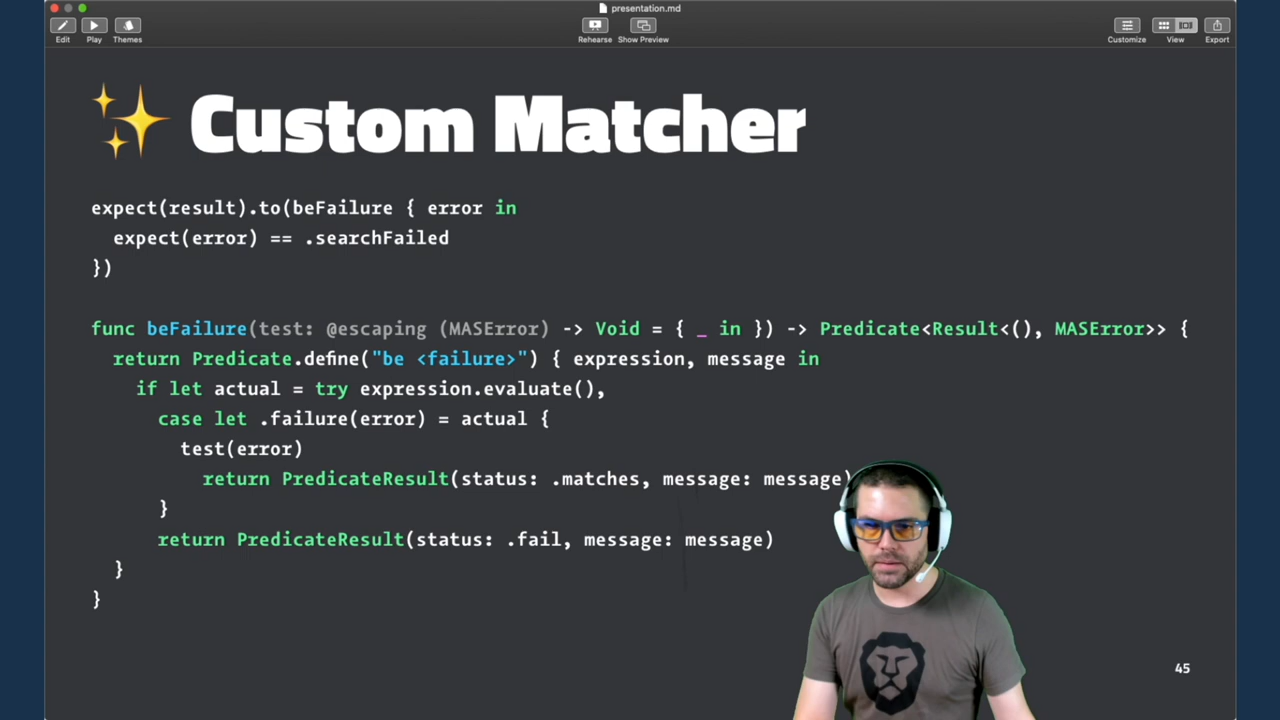 presentation.md
Edit
Play
Themes
Rehearse
Show Preview
Customize
View
Export
✨ Custom Matcher
expect(result).to(beFailure { error in
  expect(error) == .searchFailed
})
func beFailure(test: @escaping (MASError) -> Void = { _ in }) -> Predicate<Result<(), MASError>> {
  return Predicate.define("be <failure>") { expression, message in
    if let actual = try expression.evaluate(),
      case let .failure(error) = actual {
        test(error)
          return PredicateResult(status: .matches, message: message)
      }
      return PredicateResult(status: .fail, message: message)
  }
}
45